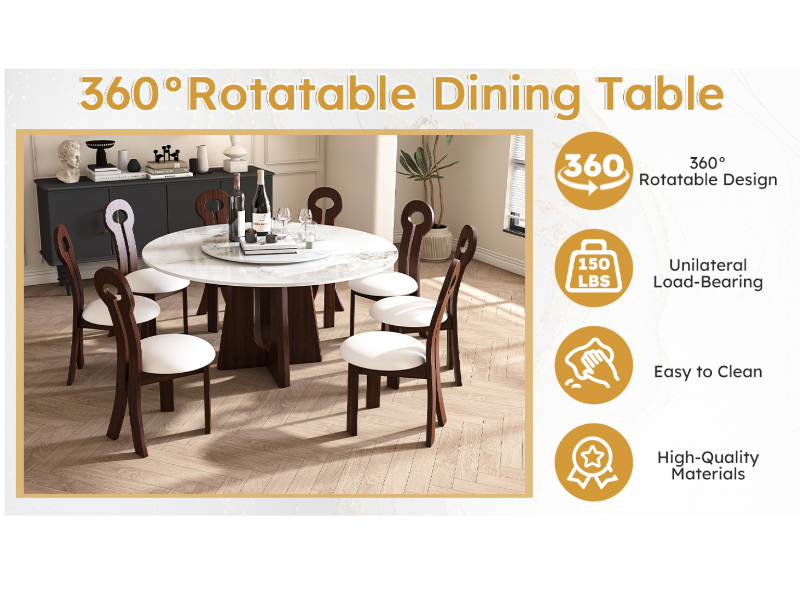 360°Rotatable Dining Table
360
360°
Rotatable Design
150
LBS
Unilateral
Load-Bearing
Easy to Clean
High-Quality
Materials